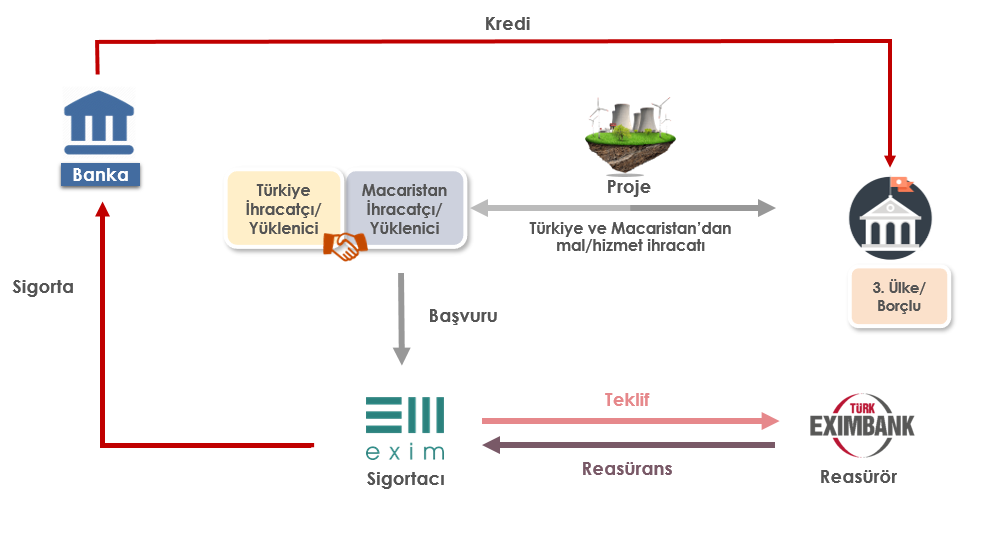 Kredi
Banka
Proje
Türkiye
İhracatçı/
Yüklenici
Macaristan
İhracatçı/
Yüklenici
Türkiye ve Macaristan’dan
mal/hizmet ihracatı
3. Ülke/
Borçlu
Sigorta
Başvuru
exim
Sigortacı
Teklif
Reasürans
TÜRK
EXIMBANK
Reasürör